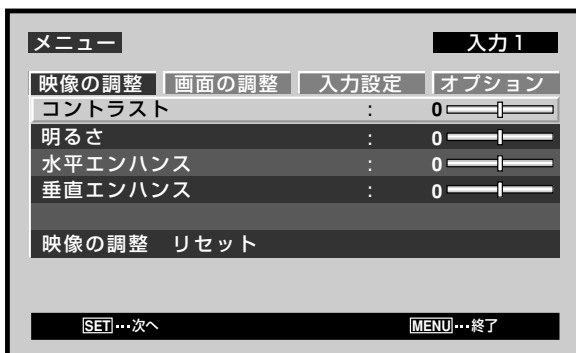 メニュー 入力1
映像の調整 画面の調整 入力設定 オプション
コントラスト : 0
明るさ : 0
水平エンハンス : 0
垂直エンハンス : 0
映像の調整 リセット
SET…次へ MENU…終了